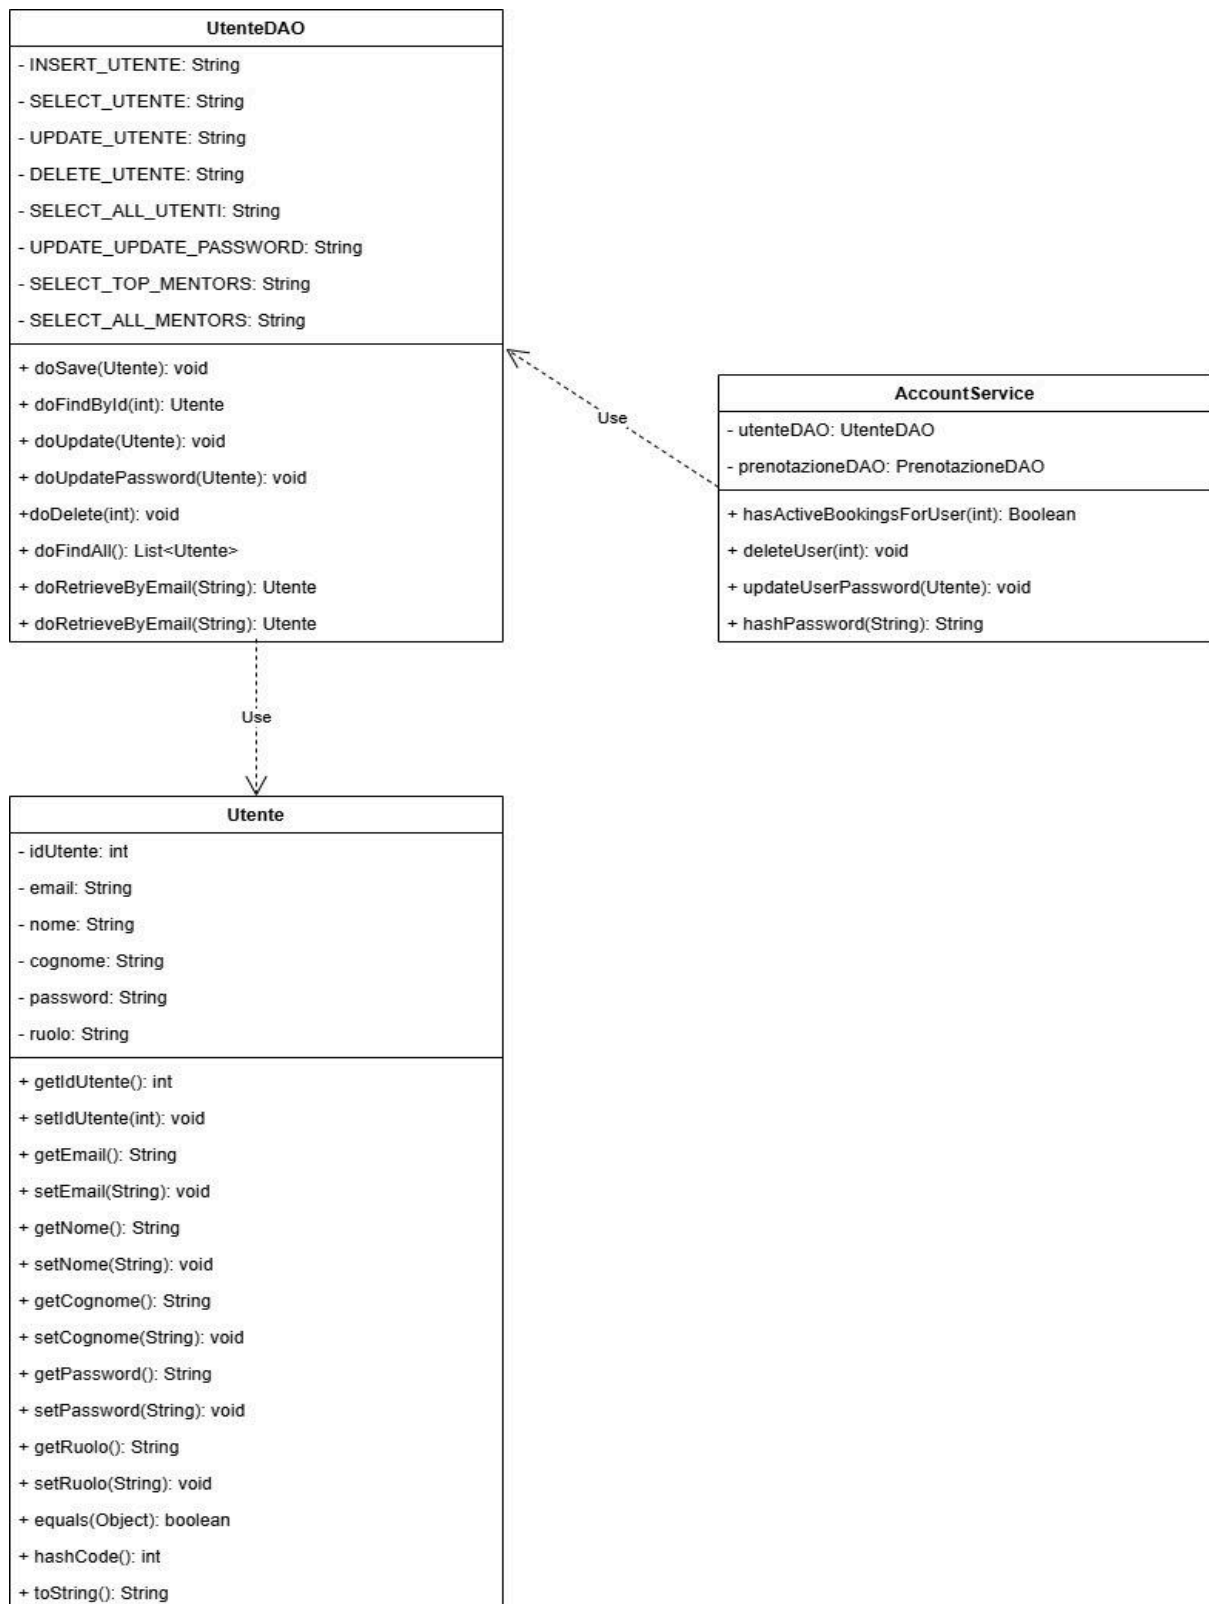 UtenteDAO
- INSERT_UTENTE: String
- SELECT_UTENTE: String
- UPDATE_UTENTE: String
- DELETE_UTENTE: String
- SELECT_ALL_UTENTI: String
- UPDATE_UPDATE_PASSWORD: String
- SELECT_TOP_MENTORS: String
- SELECT_ALL_MENTORS: String
+ doSave(Utente): void
+ doFindById(int): Utente
+ doUpdate(Utente): void
+ doUpdatePassword(Utente): void
+doDelete(int): void
+ doFindAll(): List<Utente>
+ doRetrieveByEmail(String): Utente
+ doRetrieveByEmail(String): Utente
Use
AccountService
- utenteDAO: UtenteDAO
- prenotazioneDAO: PrenotazioneDAO
+ hasActiveBookingsForUser(int): Boolean
+ deleteUser(int): void
+ updateUserPassword(Utente): void
+ hashPassword(String): String
Use
Utente
- idUtente: int
- email: String
- nome: String
- cognome: String
- password: String
- ruolo: String
+ getIdUtente(): int
+ setIdUtente(int): void
+ getEmail(): String
+ setEmail(String): void
+ getNome(): String
+ setNome(String): void
+ getCognome(): String
+ setCognome(String): void
+ getPassword(): String
+ setPassword(String): void
+ getRuolo(): String
+ setRuolo(String): void
+ equals(Object): boolean
+ hashCode(): int
+ toString(): String